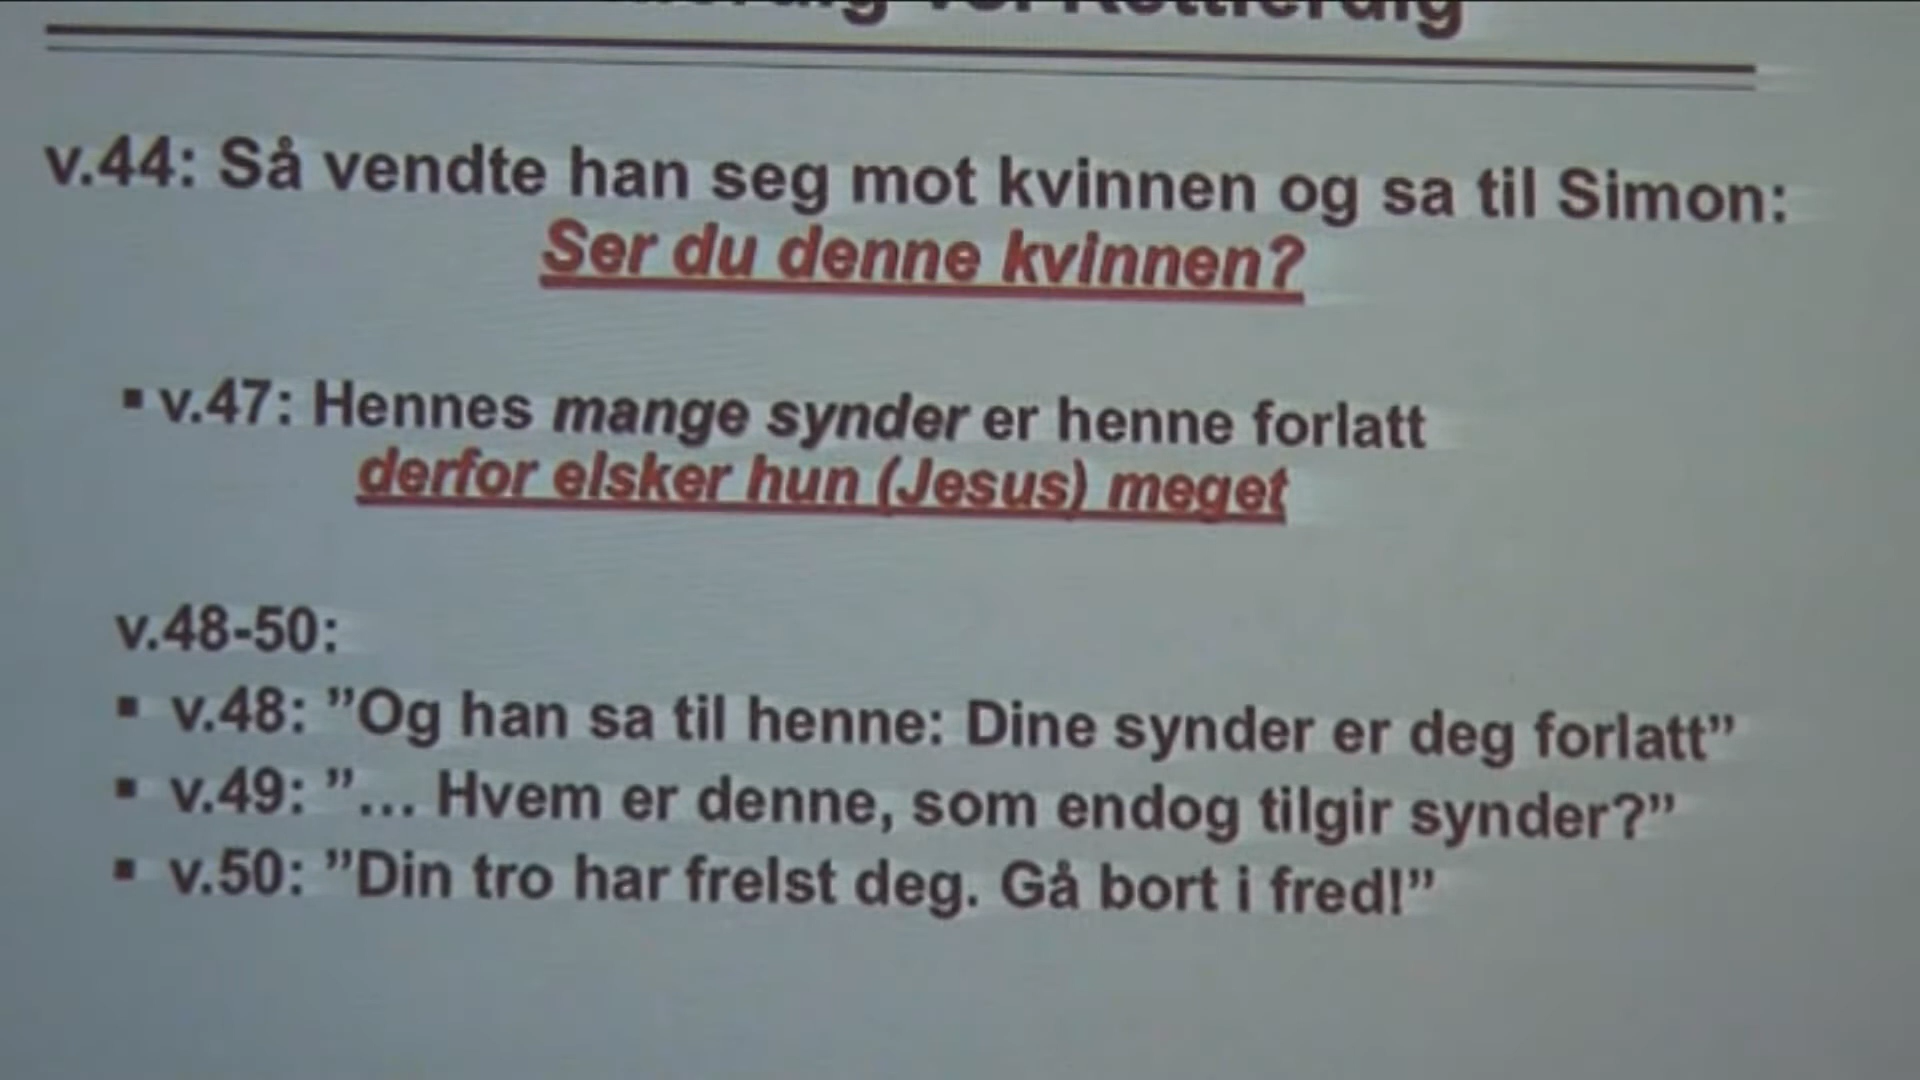 v.44: Så vendte han seg mot kvinnen og sa til Simon:
Ser du denne kvinnen?
▪ v.47: Hennes mange synder er henne forlatt
derfor elsker hun (Jesus) meget
v.48-50:
▪ v.48: ”Og han sa til henne: Dine synder er deg forlatt”
▪ v.49: ”... Hvem er denne, som endog tilgir synder?”
▪ v.50: ”Din tro har frelst deg. Gå bort i fred!”